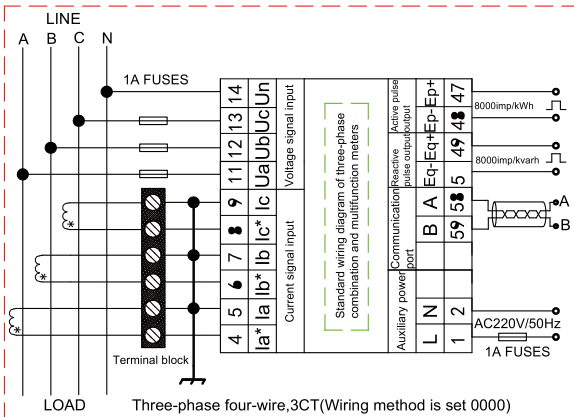 LINE
A B C N
1A FUSES
14 Un
13 Uc
12 Ub
11 Ua
9 Ic
8 Ic*
7 Ib
6 Ib*
5 Ia
4 Ia*
Voltage signal input
Current signal input
Terminal block
LOAD
Standard wiring diagram of three-phase
combination and multifunction meters
Active pulse
output
Reactive
pulse output
Communication
port
Auxiliary power
Ep+ 47
Ep- 48
Eq+ 49
Eq- 5
A 58
B 59
N 2
L 1
8000imp/kWh
8000imp/kvarh
A
B
AC220V/50Hz
1A FUSES
Three-phase four-wire,3CT(Wiring method is set 0000)